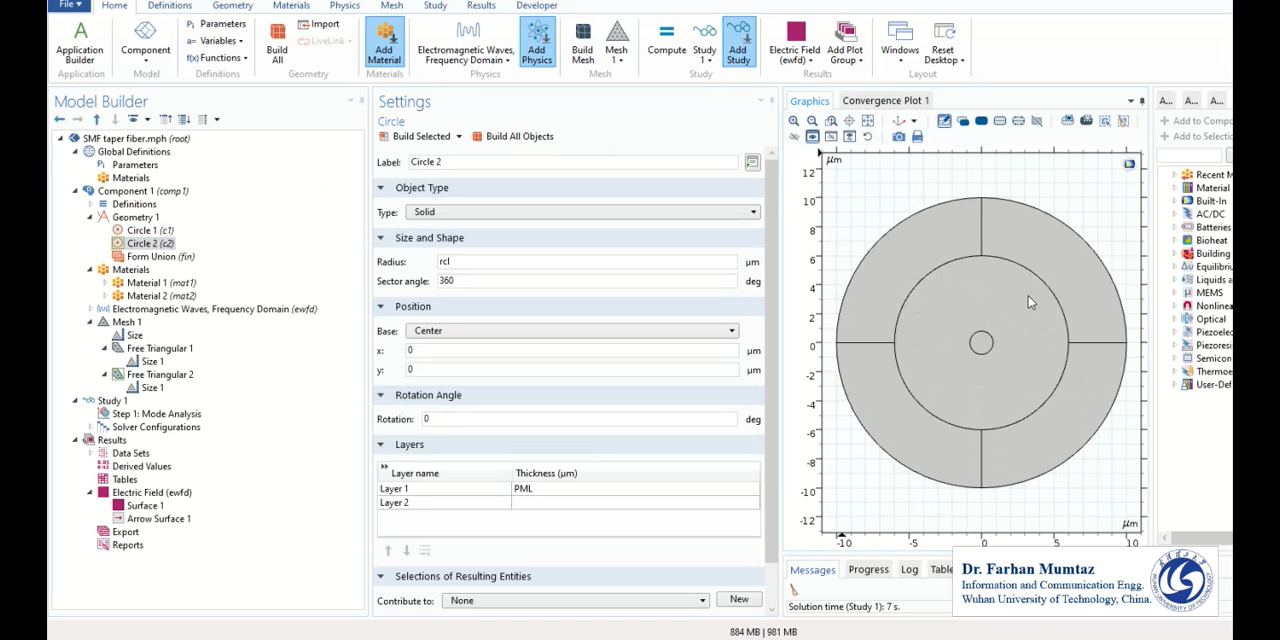 File Home Definitions Geometry Materials Physics Mesh Study Results Developer
Application Builder
Component
Parameters
Variables
Functions
Build All
Import
LiveLink
Add Material
Electromagnetic Waves, Frequency Domain
Add Physics
Build Mesh
Mesh 1
Compute
Study 1
Add Study
Electric Field (ewfd)
Add Plot Group
Windows
Reset Desktop
Application Model Definitions Geometry Materials Physics Mesh Study Results Layout
Model Builder
SMF taper fiber.mph (root)
Global Definitions
Parameters
Materials
Component 1 (comp1)
Definitions
Geometry 1
Circle 1 (c1)
Circle 2 (c2)
Form Union (fin)
Materials
Material 1 (mat1)
Material 2 (mat2)
Electromagnetic Waves, Frequency Domain (ewfd)
Mesh 1
Size
Free Triangular 1
Size 1
Free Triangular 2
Size 1
Study 1
Step 1: Mode Analysis
Solver Configurations
Results
Data Sets
Derived Values
Tables
Electric Field (ewfd)
Surface 1
Arrow Surface 1
Export
Reports
Settings
Circle
Build Selected Build All Objects
Label: Circle 2
Object Type
Type: Solid
Size and Shape
Radius: rcl µm
Sector angle: 360 deg
Position
Base: Center
x: 0 µm
y: 0 µm
Rotation Angle
Rotation: 0 deg
Layers
Layer name Thickness (µm)
Layer 1 PML
Layer 2
Selections of Resulting Entities
Contribute to: None New
Graphics Convergence Plot 1
µm
12
10
8
6
4
2
0
-2
-4
-6
-8
-10
-12
µm
-10 -5 0 5 10
Messages Progress Log Table
Solution time (Study 1): 7 s.
A... A... A...
Add to Compo
Add to Selectio
Recent M
Material
Built-In
AC/DC
Batteries
Bioheat
Building
Equilibriu
Liquids a
MEMS
Nonlinea
Optical
Piezoelec
Piezoresi
Semicon
Thermoe
User-Def
Dr. Farhan Mumtaz
Information and Communication Engg.
Wuhan University of Technology, China.
884 MB | 981 MB